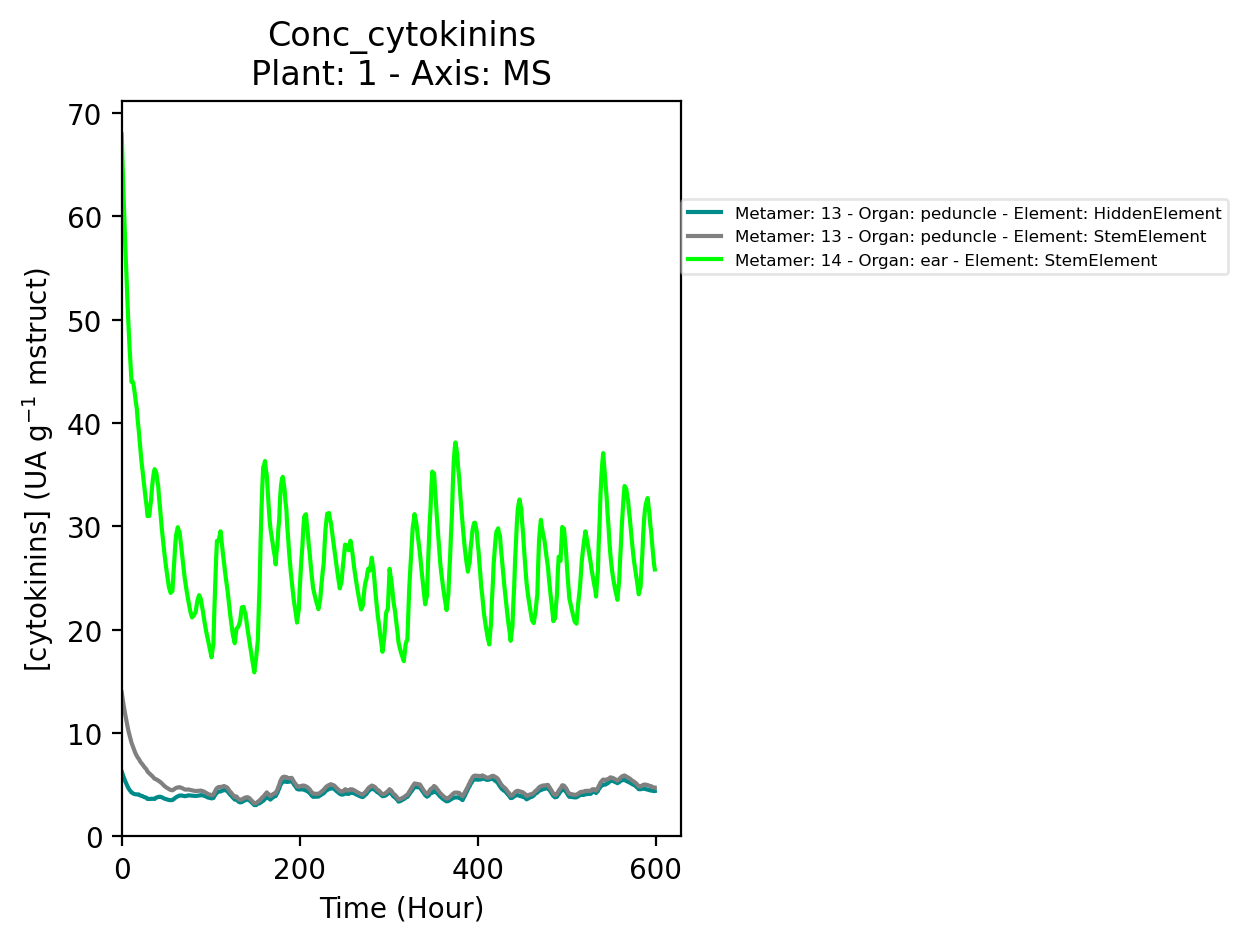 Conc_cytokinins
Plant: 1 - Axis: MS
70
60
50
40
30
20
10
0
[cytokinins] (UA g⁻¹ mstruct)
0 200 400 600
Time (Hour)
Metamer: 13 - Organ: peduncle - Element: HiddenElement
Metamer: 13 - Organ: peduncle - Element: StemElement
Metamer: 14 - Organ: ear - Element: StemElement